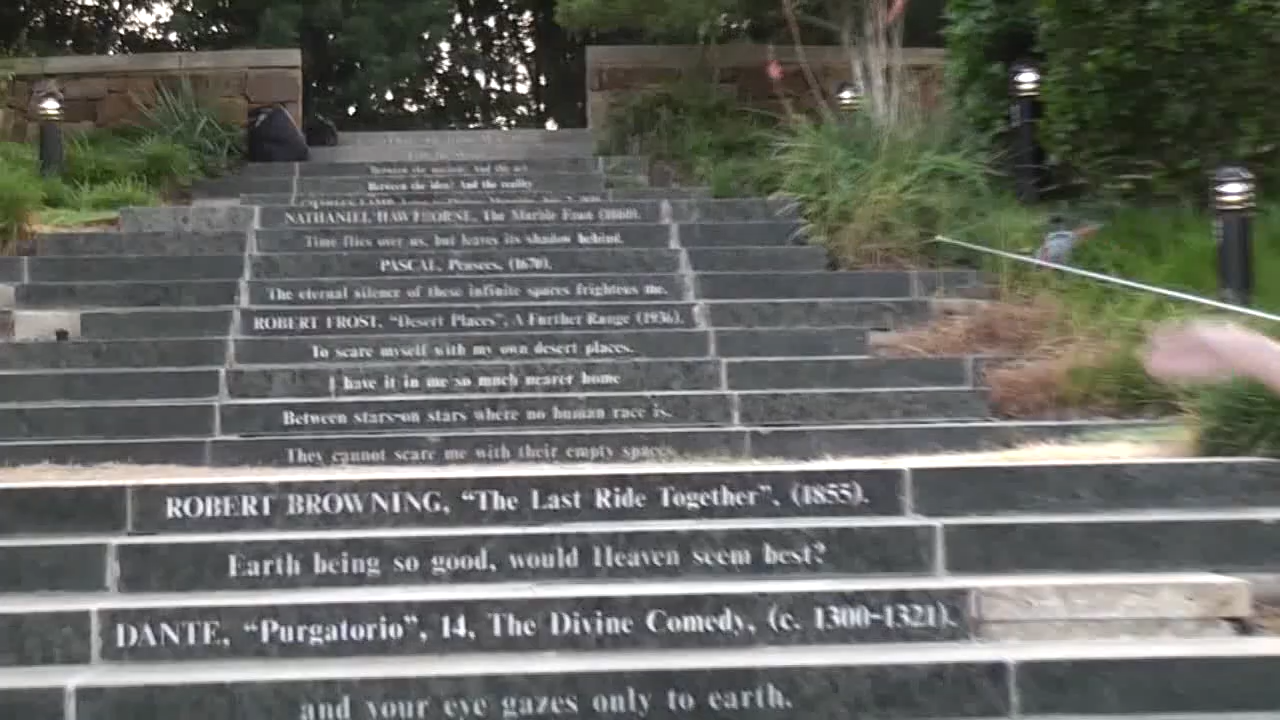 Between the idea/ And the reality
NATHANIEL HAWTHORNE, The Marble Faun (1860).
Time flies over us, but leaves its shadow behind.
PASCAL, Pensees, (1670).
The eternal silence of these infinite spaces frightens me.
ROBERT FROST, "Desert Places", A Further Range (1936).
To scare myself with my own desert places.
I have it in me so much nearer home
Between stars-on stars where no human race is.
They cannot scare me with their empty spaces
ROBERT BROWNING, "The Last Ride Together", (1855).
Earth being so good, would Heaven seem best?
DANTE, "Purgatorio", 14, The Divine Comedy, (c. 1300-1321).
and your eye gazes only to earth.